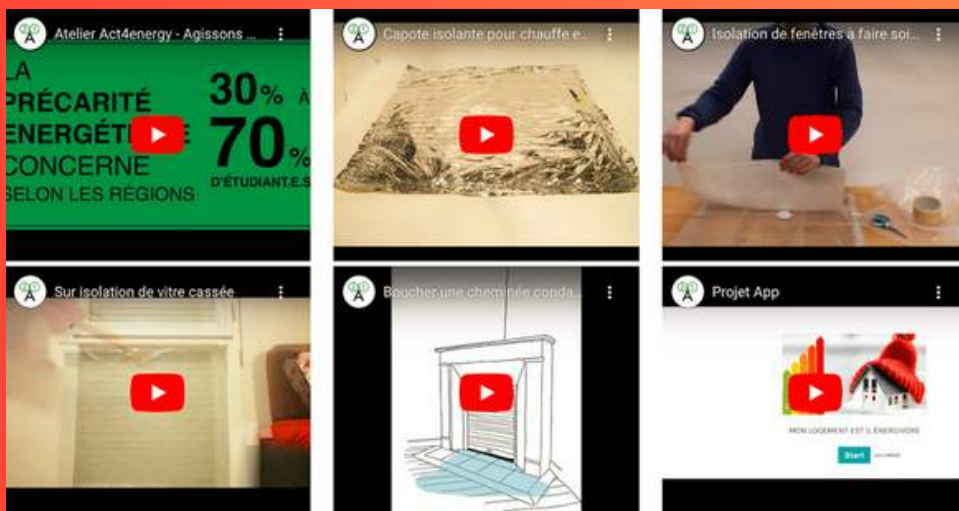 Atelier Act4energy - Agissons ...
LA
PRÉCARITÉ
ÉNERGÉTI
CONCERNE
SELON LES RÉGIONS
30% À
70%
D'ÉTUDIANT.E.S
Capote isolante pour chauffe e...
Isolation de fenêtres à faire soi...
Sur isolation de vitre cassée
Boucher une cheminée conda...
Projet App
MON LOGEMENT EST IL ÉNERGIVORE
Start